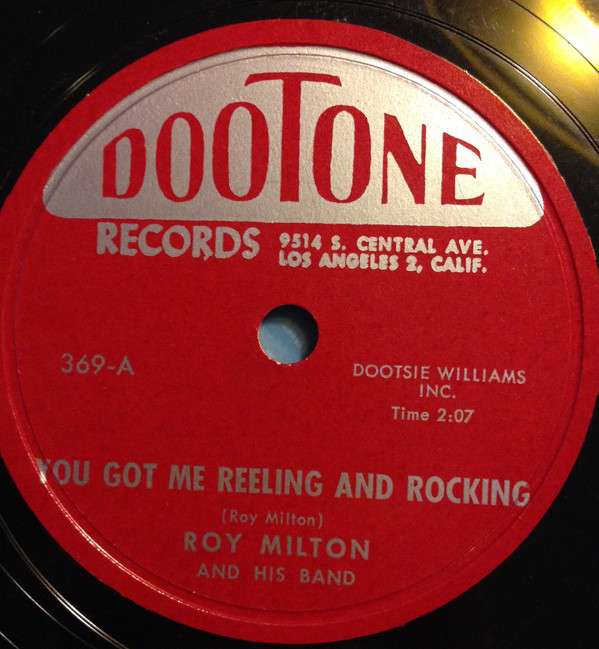 DOOTONE
RECORDS 9514 S. CENTRAL AVE.
LOS ANGELES 2, CALIF.
369-A
DOOTSIE WILLIAMS
INC.
Time 2:07
YOU GOT ME REELING AND ROCKING
(Roy Milton)
ROY MILTON
AND HIS BAND